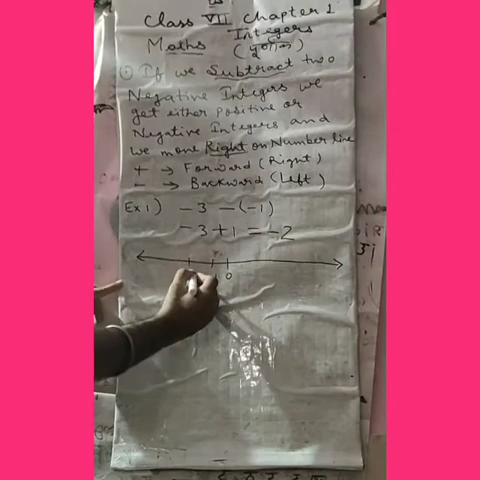 Class VII Chapter 1
Maths Integers
(पूर्णांक)
① If we Subtract two
Negative Integers we
get either positive or
Negative Integers and
we move Right on Number line
+ → Forward (Right)
- → Backward (Left)
Ex 1) -3 - (-1)
-3 + 1 = -2
0